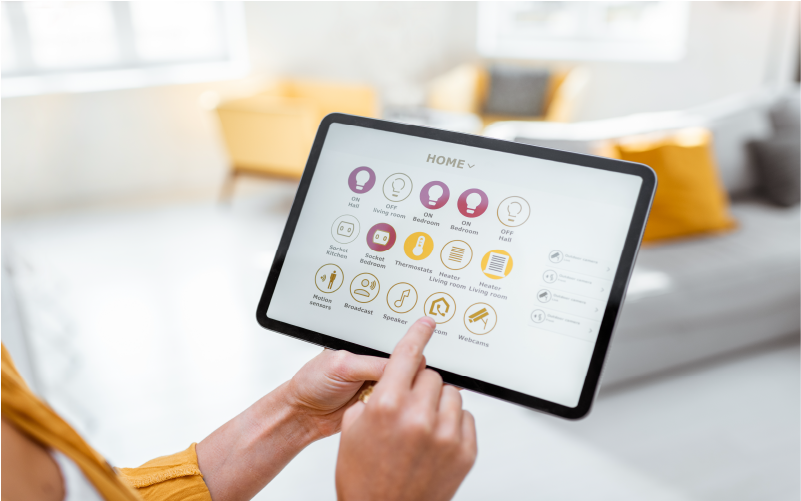 HOME
ON
Hall
OFF
living room
ON
Bedroom
ON
Bedroom
OFF
Hall
Socket
Kitchen
Socket
Bedroom
Thermostats
Heater
Living room
Heater
Living room
Motion
sensors
Broadcast
Speaker
com
Webcams